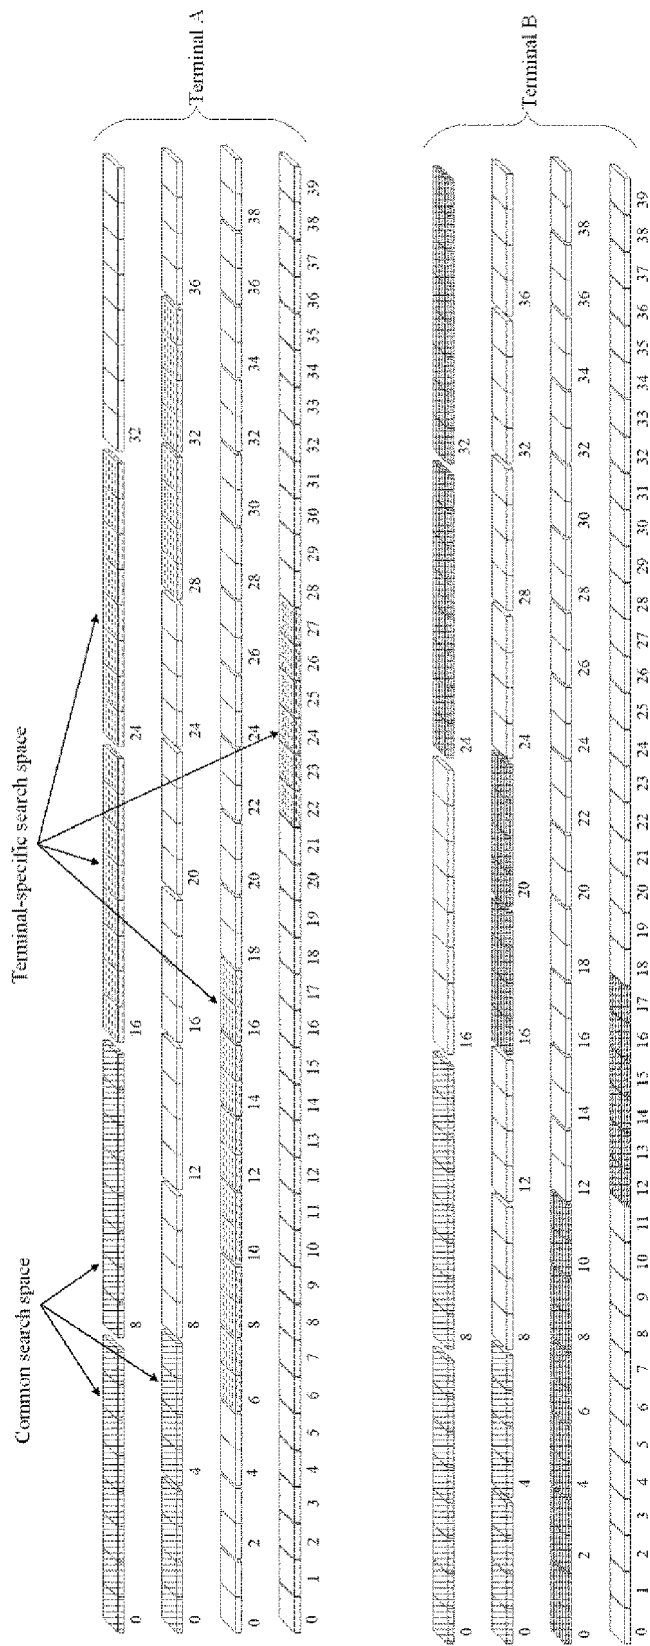 Common search space
Terminal-specific search space
0 8 16 24 32
0 4 8 12 16 20 24 28 32 36
0 2 4 6 8 10 12 14 16 18 20 22 24 26 28 30 32 34 36 38
0 1 2 3 4 5 6 7 8 9 10 11 12 13 14 15 16 17 18 19 20 21 22 23 24 25 26 27 28 29 30 31 32 33 34 35 36 37 38 39
Terminal A
0 8 16 24 32
0 4 8 12 16 20 24 28 32 36
0 2 4 6 8 10 12 14 16 18 20 22 24 26 28 30 32 34 36 38
0 1 2 3 4 5 6 7 8 9 10 11 12 13 14 15 16 17 18 19 20 21 22 23 24 25 26 27 28 29 30 31 32 33 34 35 36 37 38 39
Terminal B